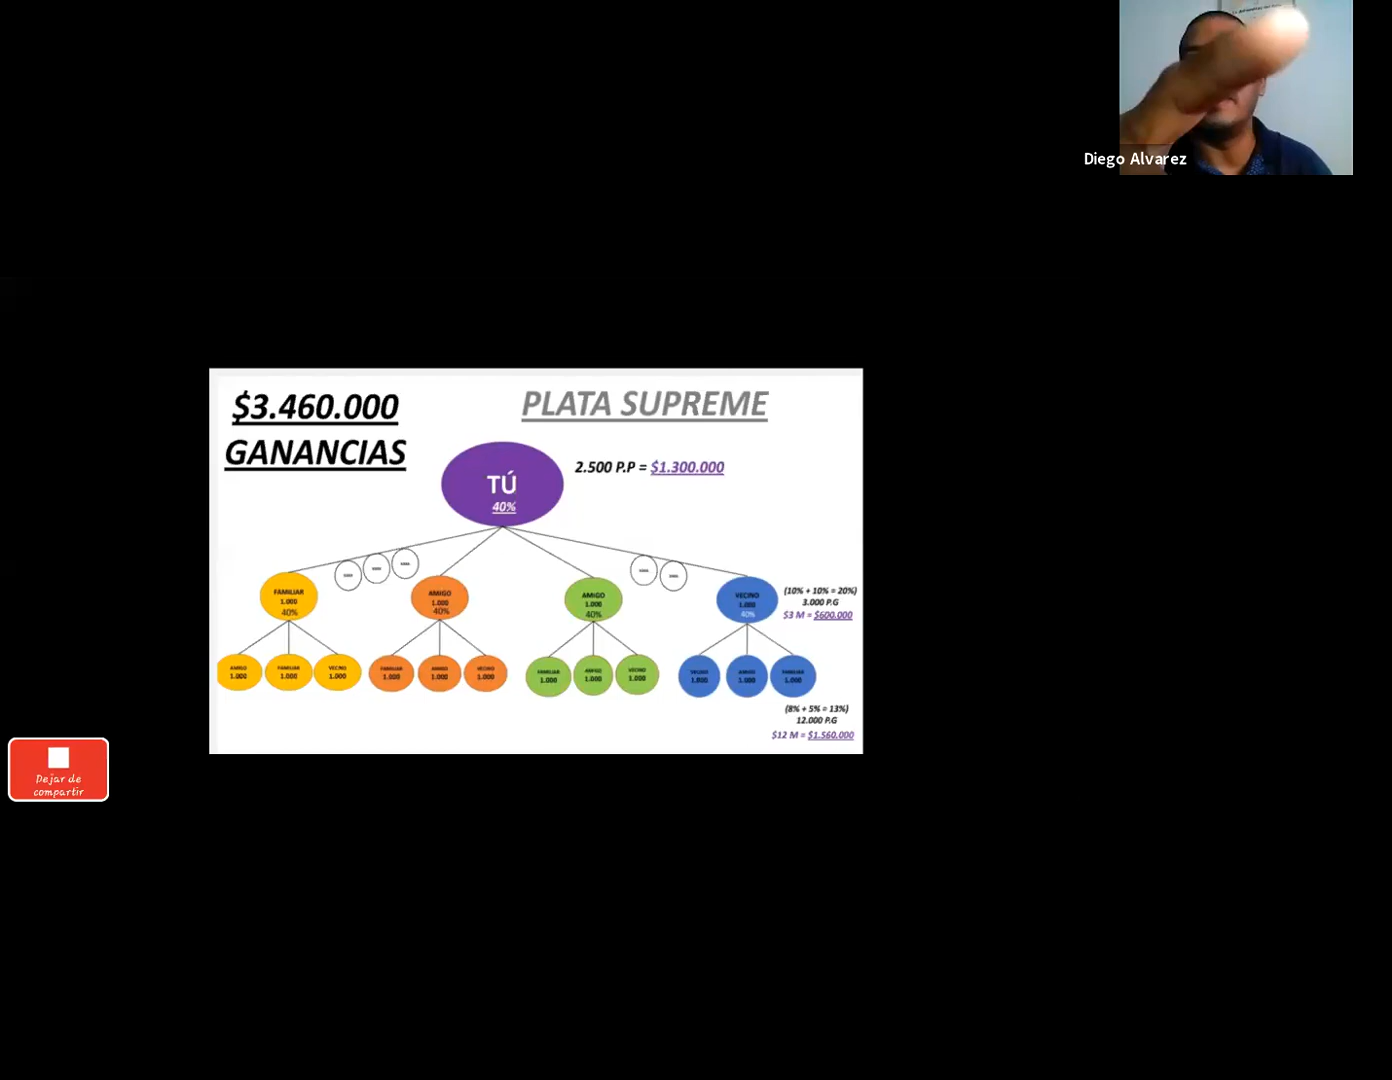 Diego Alvarez
$3.460.000
GANANCIAS
PLATA SUPREME
TÚ
40%
2.500 P.P = $1.300.000
FAMILIAR
1.000
40%
AMIGO
1.000
40%
AMIGO
1.000
40%
VECINO
1.000
40%
(10% + 10% = 20%)
3.000 P.G
$3 M = $600.000
AMIGO
1.000
FAMILIAR
1.000
VECINO
1.000
FAMILIAR
1.000
AMIGO
1.000
VECINO
1.000
FAMILIAR
1.000
AMIGO
1.000
VECINO
1.000
VECINO
1.000
AMIGO
1.000
FAMILIAR
1.000
(8% + 5% = 13%)
12.000 P.G
$12 M = $1.560.000
Dejar de
compartir